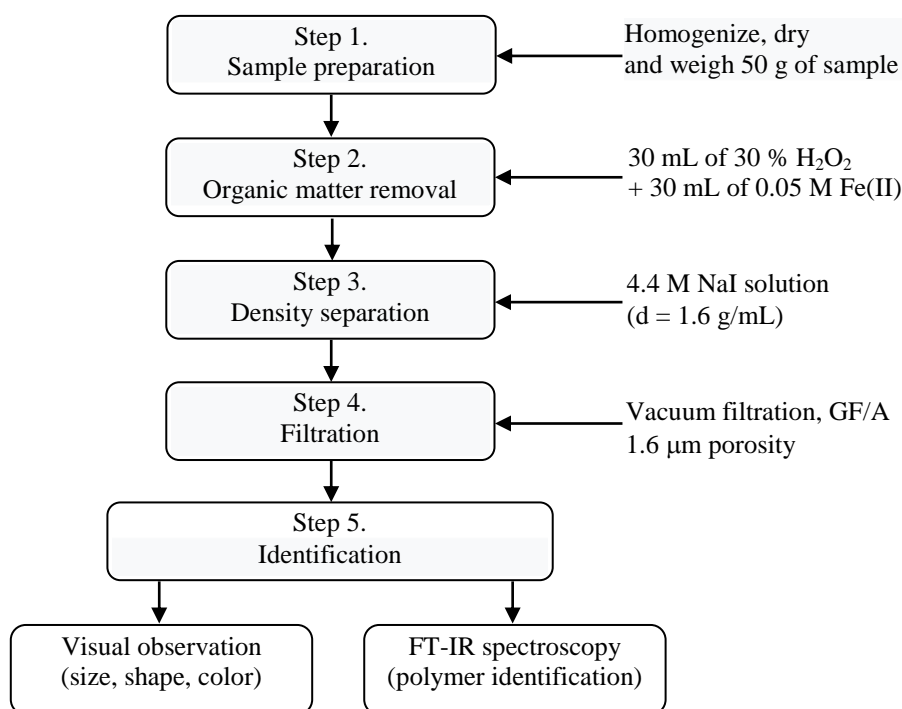 Step 1.
Sample preparation
Homogenize, dry
and weigh 50 g of sample
Step 2.
Organic matter removal
30 mL of 30 % H₂O₂
+ 30 mL of 0.05 M Fe(II)
Step 3.
Density separation
4.4 M NaI solution
(d = 1.6 g/mL)
Step 4.
Filtration
Vacuum filtration, GF/A
1.6 μm porosity
Step 5.
Identification
Visual observation
(size, shape, color)
FT-IR spectroscopy
(polymer identification)